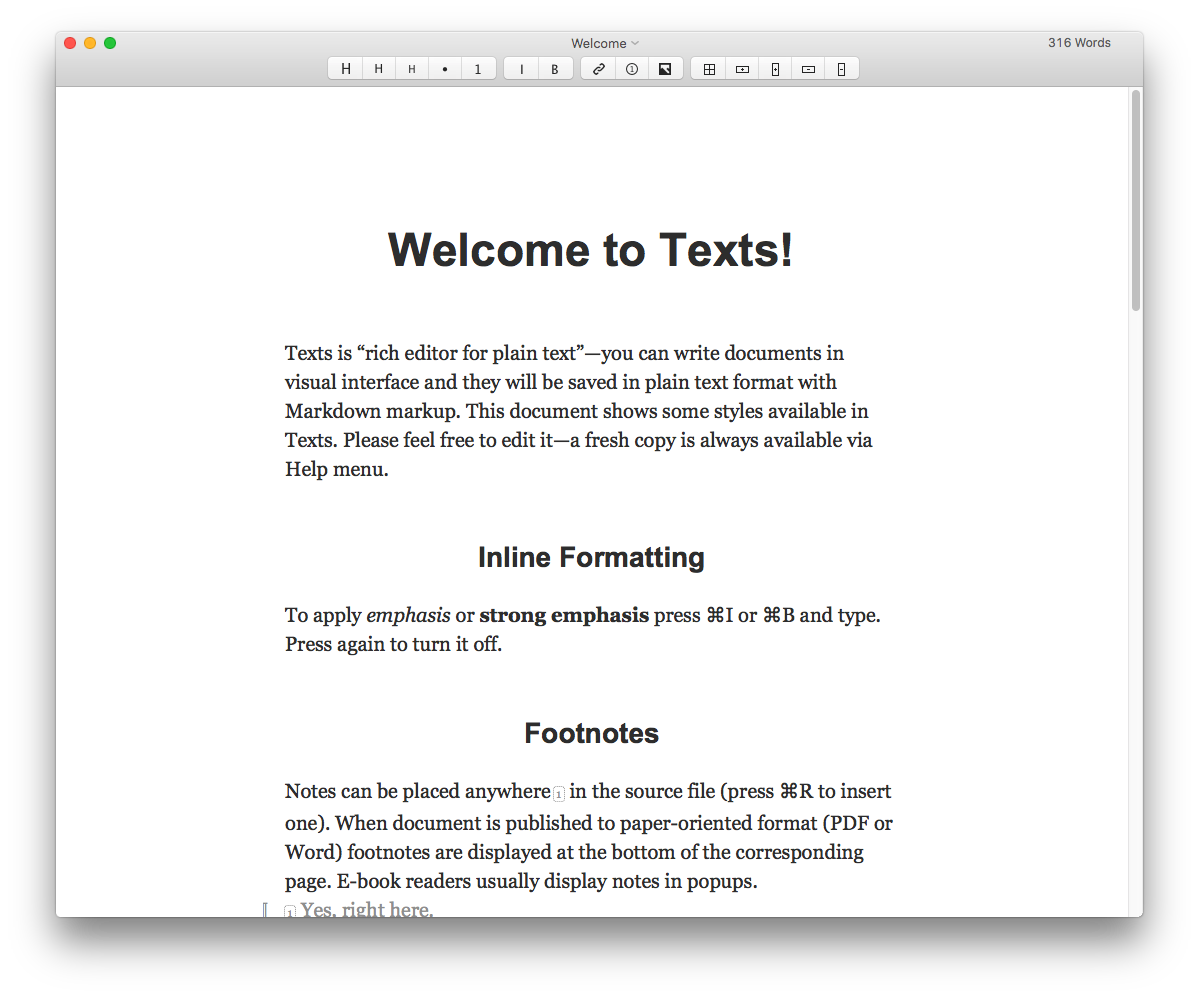 Welcome
316 Words
H H H • 1 I B 1
Welcome to Texts!
Texts is “rich editor for plain text”—you can write documents in
visual interface and they will be saved in plain text format with
Markdown markup. This document shows some styles available in
Texts. Please feel free to edit it—a fresh copy is always available via
Help menu.
Inline Formatting
To apply emphasis or strong emphasis press ⌘I or ⌘B and type.
Press again to turn it off.
Footnotes
Notes can be placed anywhere 1 in the source file (press ⌘R to insert
one). When document is published to paper-oriented format (PDF or
Word) footnotes are displayed at the bottom of the corresponding
page. E-book readers usually display notes in popups.
1 Yes, right here.